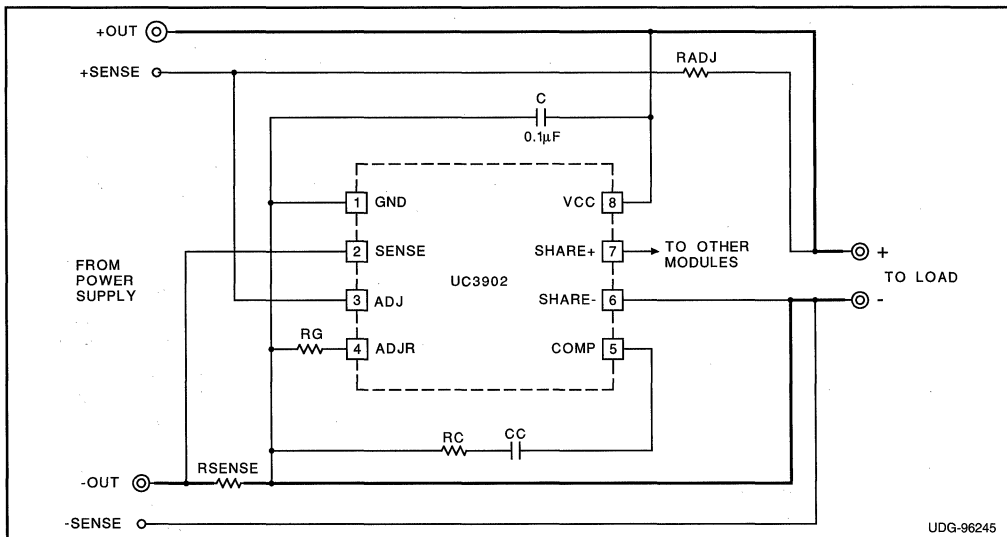 +OUT
+SENSE
RADJ
C
0.1µF
1 GND
VCC 8
2 SENSE
SHARE+ 7
TO OTHER
MODULES
FROM
POWER
SUPPLY
UC3902
+
TO LOAD
-
3 ADJ
SHARE- 6
RG
4 ADJR
COMP 5
RC
CC
RSENSE
-OUT
-SENSE
UDG-96245